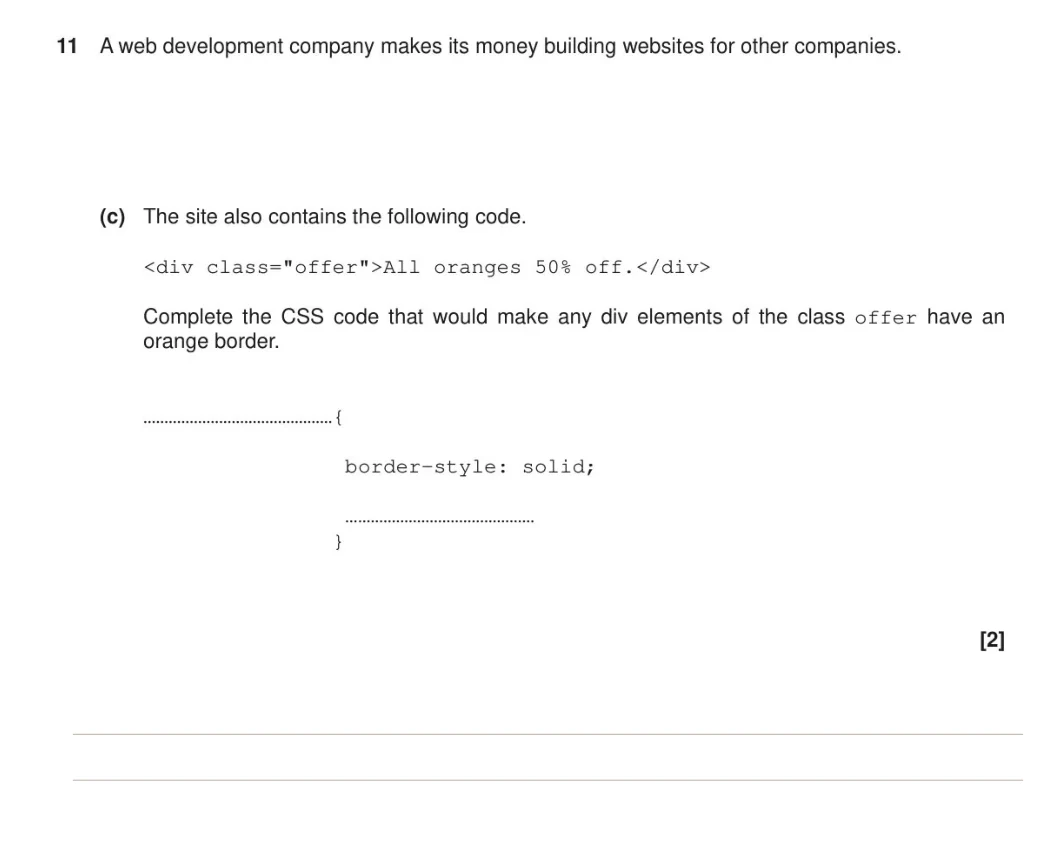 11 A web development company makes its money building websites for other companies.
(c) The site also contains the following code.
<div class="offer">All oranges 50% off.</div>
Complete the CSS code that would make any div elements of the class offer have an
orange border.
............................................. {
border-style: solid;
.............................................
}
[2]